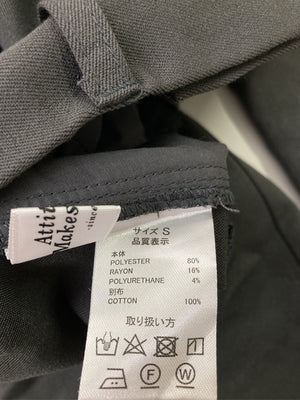 Attit
Makes
サイズ S
品質表示
本体
POLYESTER 80%
RAYON 16%
POLYURETHANE 4%
別布
COTTON 100%
取り扱い方
F
W